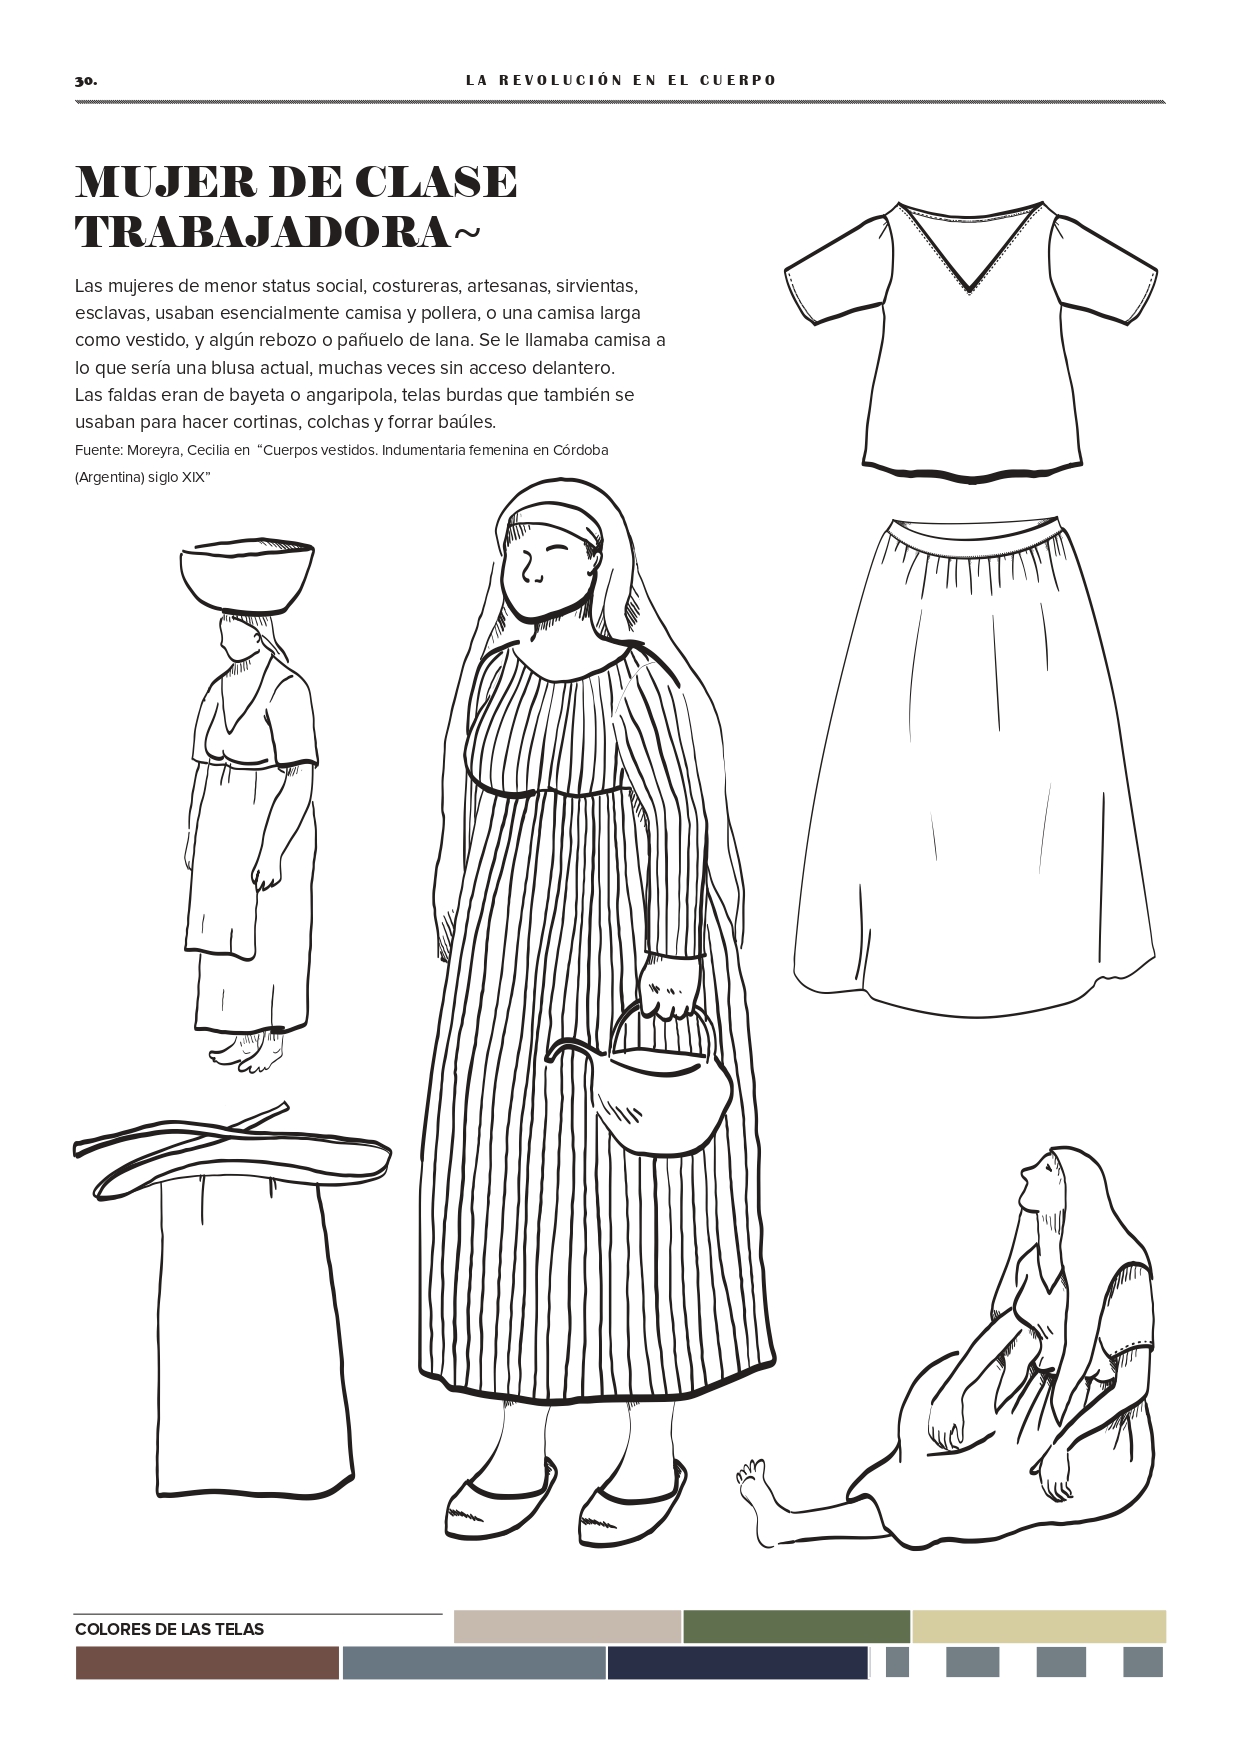 30.
LA REVOLUCIÓN EN EL CUERPO
MUJER DE CLASE
TRABAJADORA~
Las mujeres de menor status social, costureras, artesanas, sirvientas,
esclavas, usaban esencialmente camisa y pollera, o una camisa larga
como vestido, y algún rebozo o pañuelo de lana. Se le llamaba camisa a
lo que sería una blusa actual, muchas veces sin acceso delantero.
Las faldas eran de bayeta o angaripola, telas burdas que también se
usaban para hacer cortinas, colchas y forrar baúles.
Fuente: Moreyra, Cecilia en “Cuerpos vestidos. Indumentaria femenina en Córdoba
(Argentina) siglo XIX”
COLORES DE LAS TELAS